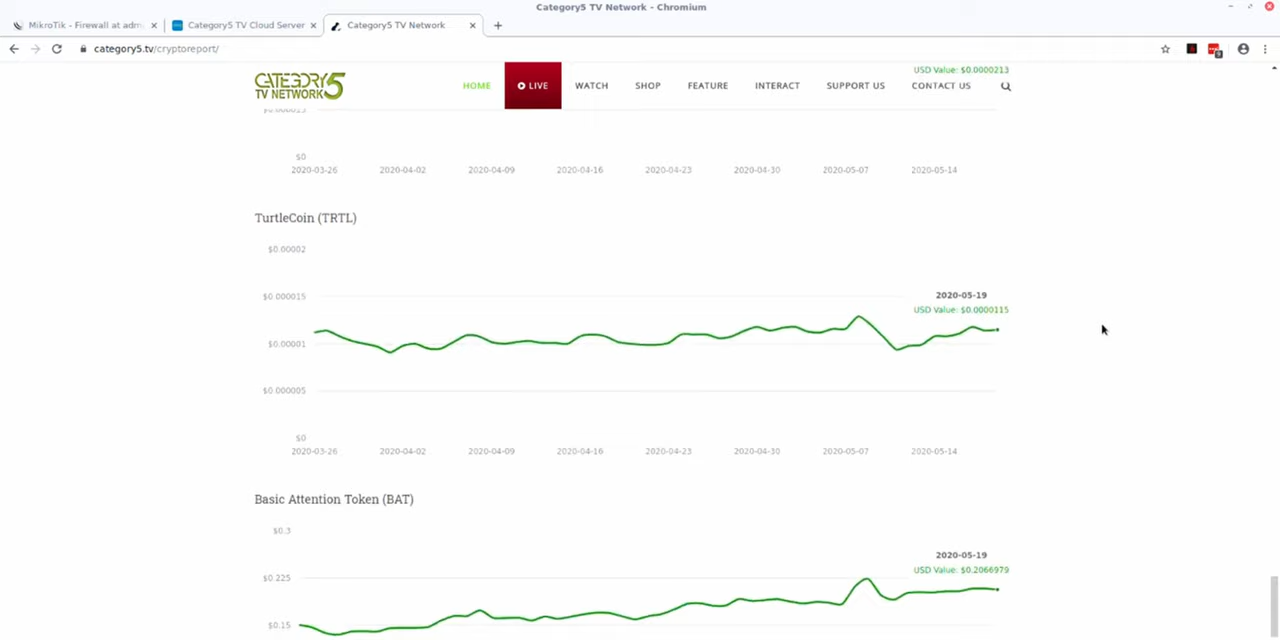 Category5 TV Network - Chromium
MikroTik - Firewall at adm
Category5 TV Cloud Server
Category5 TV Network
category5.tv/cryptoreport/
CATEGORY5
TV NETWORK
HOME
LIVE
WATCH
SHOP
FEATURE
INTERACT
SUPPORT US
CONTACT US
USD Value: $0.0000213
$0
2020-03-26
2020-04-02
2020-04-09
2020-04-16
2020-04-23
2020-04-30
2020-05-07
2020-05-14
TurtleCoin (TRTL)
$0.00002
$0.000015
2020-05-19
USD Value: $0.0000115
$0.00001
$0.000005
$0
2020-03-26
2020-04-02
2020-04-09
2020-04-16
2020-04-23
2020-04-30
2020-05-07
2020-05-14
Basic Attention Token (BAT)
$0.3
2020-05-19
USD Value: $0.2066979
$0.225
$0.15